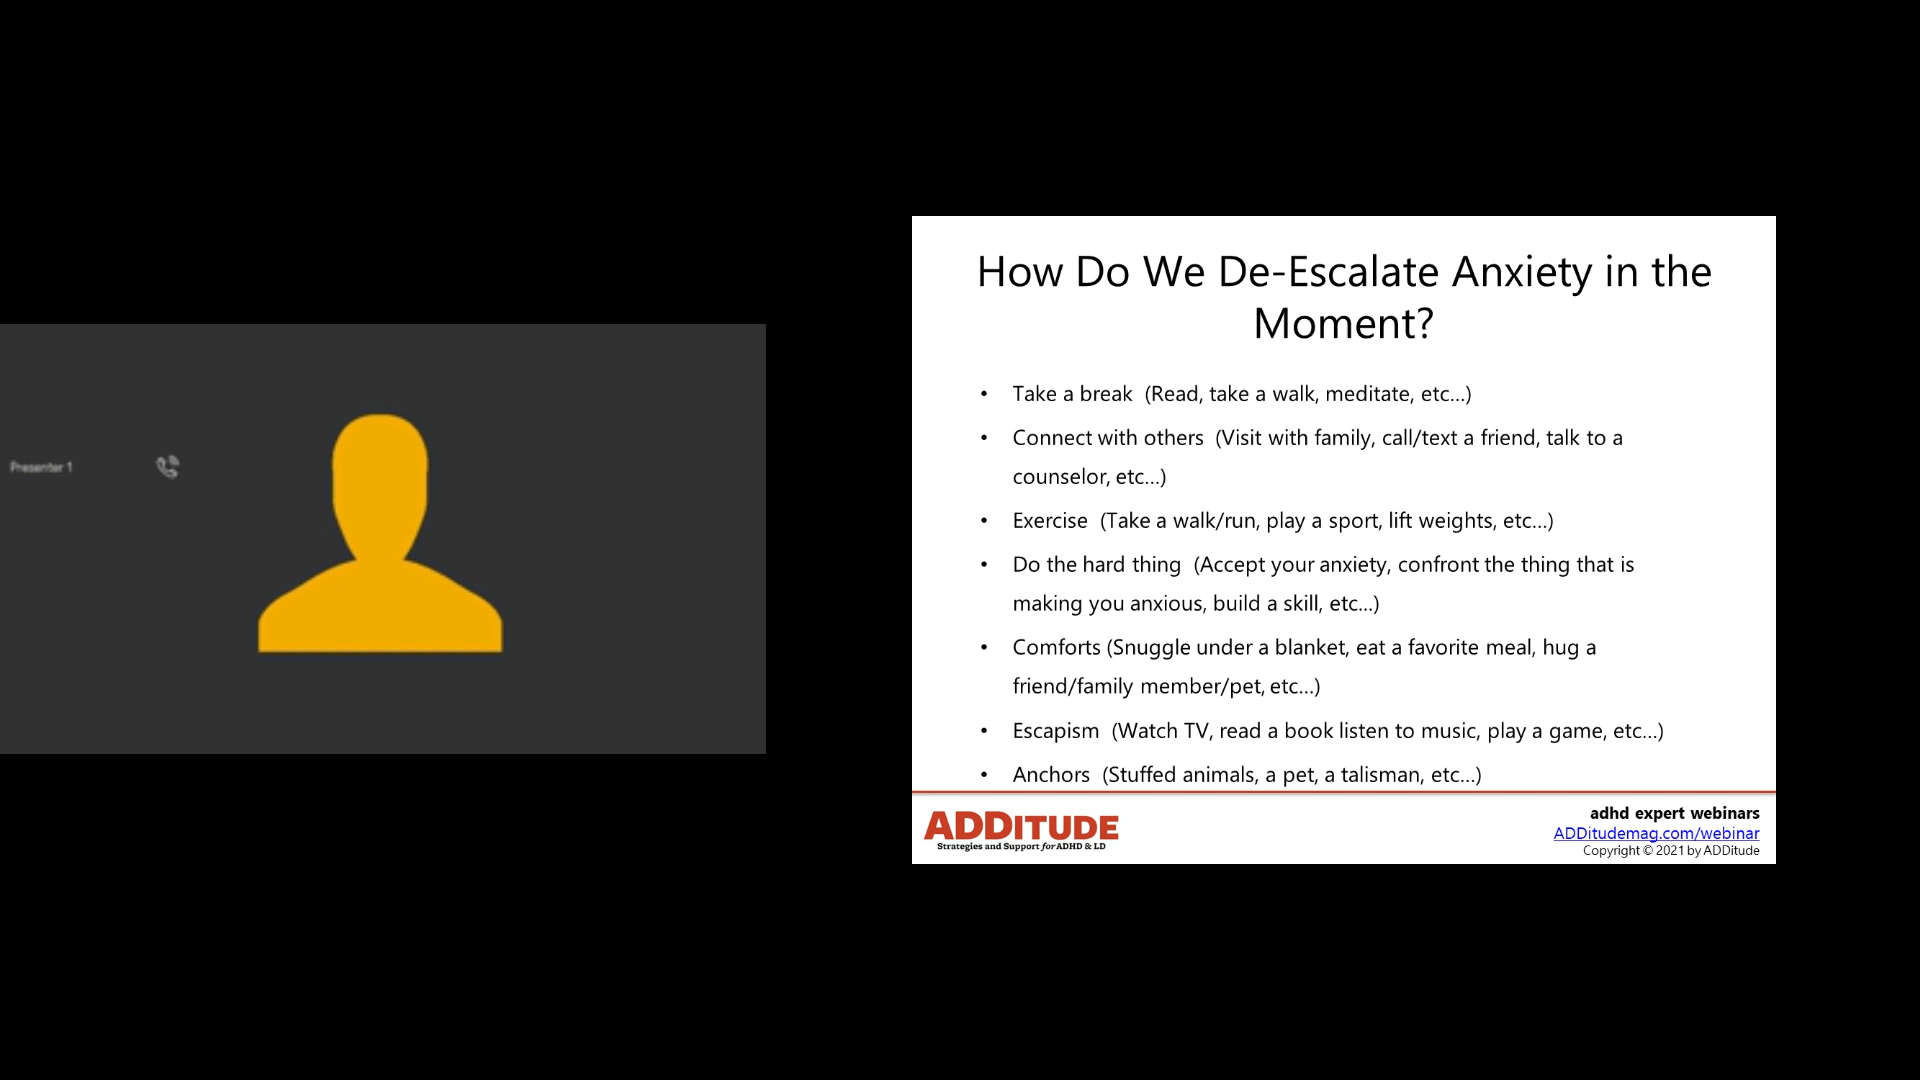 Presenter 1
How Do We De-Escalate Anxiety in the
Moment?
• Take a break (Read, take a walk, meditate, etc...)
• Connect with others (Visit with family, call/text a friend, talk to a
counselor, etc...)
• Exercise (Take a walk/run, play a sport, lift weights, etc...)
• Do the hard thing (Accept your anxiety, confront the thing that is
making you anxious, build a skill, etc...)
• Comforts (Snuggle under a blanket, eat a favorite meal, hug a
friend/family member/pet, etc...)
• Escapism (Watch TV, read a book listen to music, play a game, etc...)
• Anchors (Stuffed animals, a pet, a talisman, etc...)
ADDITUDE
Strategies and Support for ADHD & LD
adhd expert webinars
ADDitudemag.com/webinar
Copyright © 2021 by ADDitude